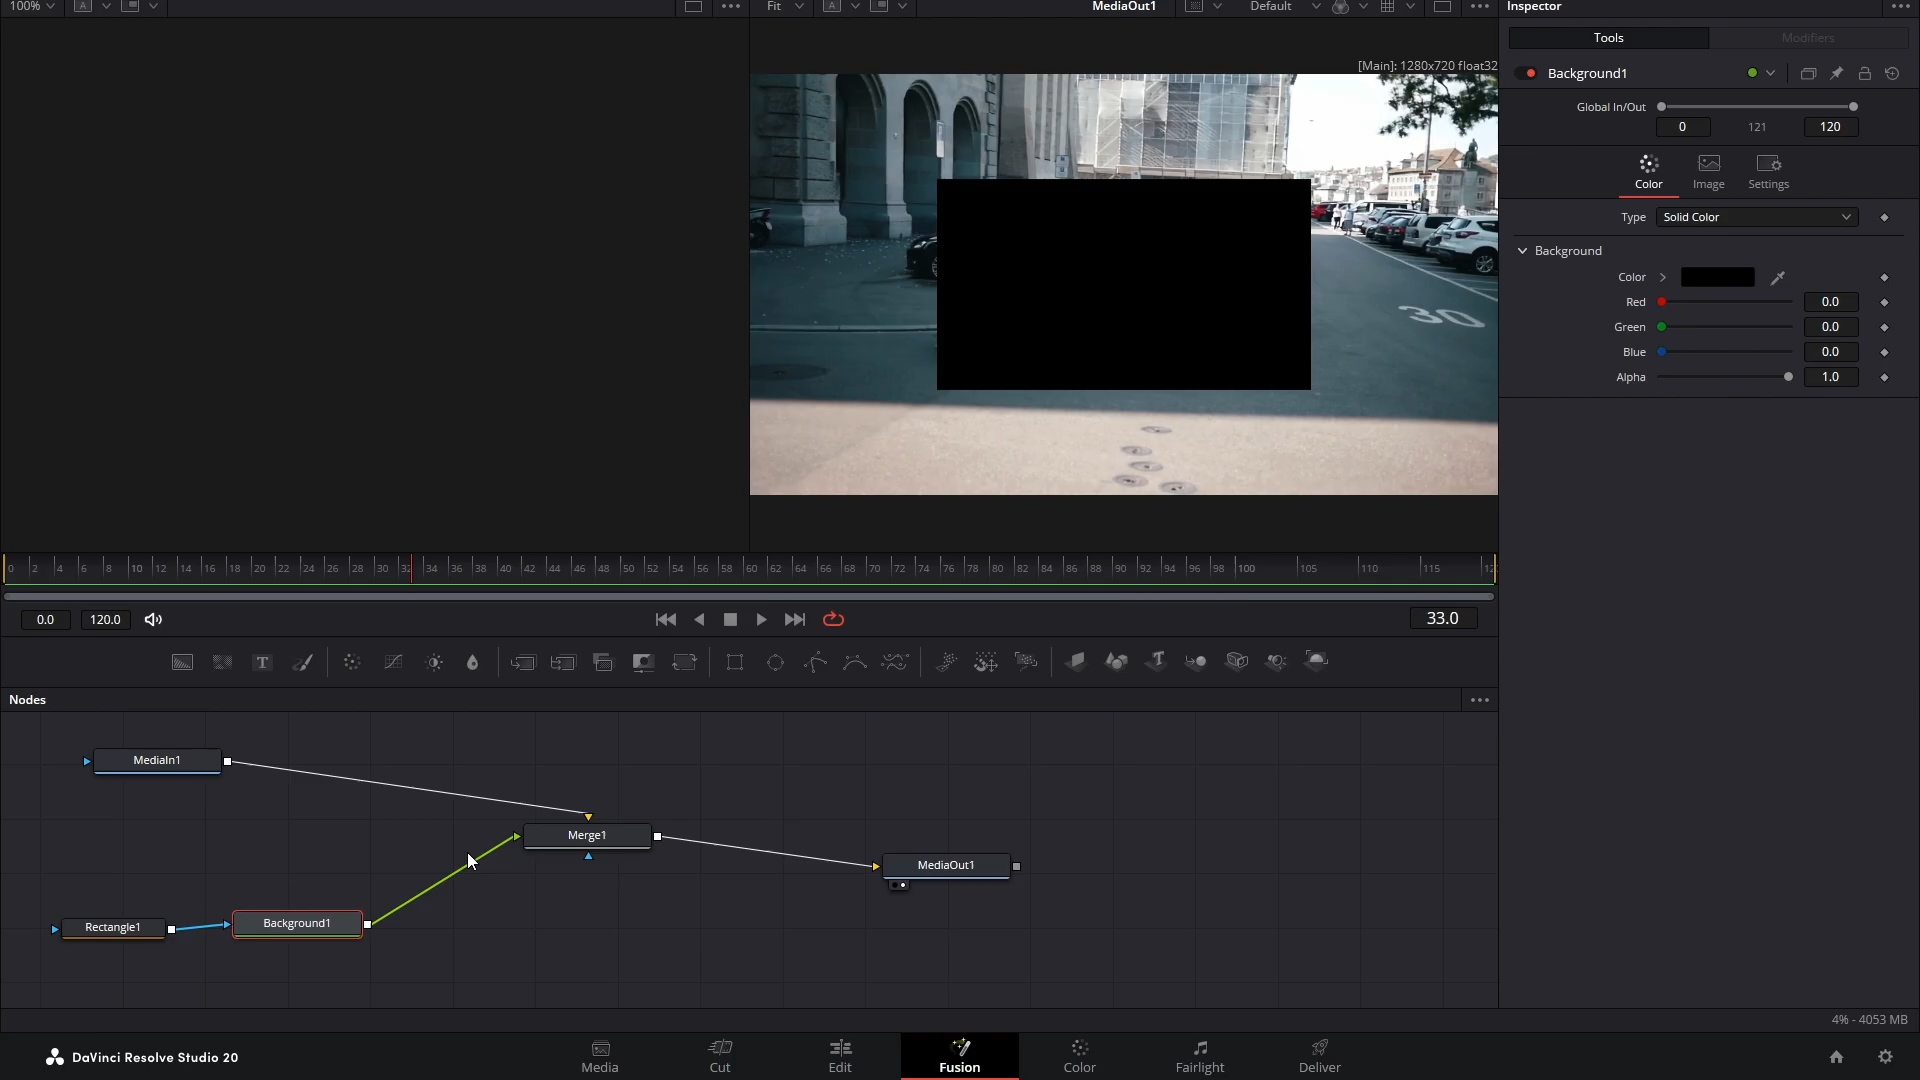 100% A Fit A MediaOut1 Default Inspector
Tools Modifiers
[Main]: 1280x720 float32
Background1
Global In/Out
0 121 120
Color Image Settings
Type Solid Color
Background
Color
Red 0.0
30
Green 0.0
Blue 0.0
Alpha 1.0
0 2 4 6 8 10 12 14 16 18 20 22 24 26 28 30 32 34 36 38 40 42 44 46 48 50 52 54 56 58 60 62 64 66 68 70 72 74 76 78 80 82 84 86 88 90 92 94 96 98 100 105 110 115
0.0 120.0 33.0
T T
Nodes
MediaIn1
Merge1
MediaOut1
Rectangle1 Background1
4% - 4053 MB
DaVinci Resolve Studio 20
Media Cut Edit Fusion Color Fairlight Deliver